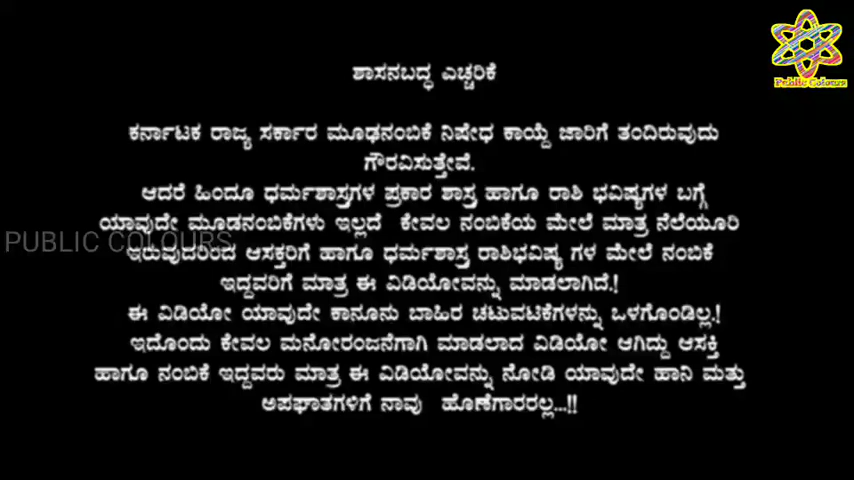 Public Colours
ಶಾಸನಬದ್ಧ ಎಚ್ಚರಿಕೆ
ಕರ್ನಾಟಕ ರಾಜ್ಯ ಸರ್ಕಾರ ಮೂಢನಂಬಿಕೆ ನಿಷೇಧ ಕಾಯ್ದೆ ಜಾರಿಗೆ ತಂದಿರುವುದು
ಗೌರವಿಸುತ್ತೇವೆ.
ಆದರೆ ಹಿಂದೂ ಧರ್ಮಶಾಸ್ತ್ರಗಳ ಪ್ರಕಾರ ಶಾಸ್ತ್ರ ಹಾಗೂ ರಾಶಿ ಭವಿಷ್ಯಗಳ ಬಗ್ಗೆ
ಯಾವುದೇ ಮೂಡನಂಬಿಕೆಗಳು ಇಲ್ಲದೆ ಕೇವಲ ನಂಬಿಕೆಯ ಮೇಲೆ ಮಾತ್ರ ನೆಲೆಯೂರಿ
PUBLIC COLOURS
ಇರುವುದರಿಂದ ಆಸಕ್ತರಿಗೆ ಹಾಗೂ ಧರ್ಮಶಾಸ್ತ್ರ ರಾಶಿಭವಿಷ್ಯ ಗಳ ಮೇಲೆ ನಂಬಿಕೆ
ಇದ್ದವರಿಗೆ ಮಾತ್ರ ಈ ವಿಡಿಯೋವನ್ನು ಮಾಡಲಾಗಿದೆ.!
ಈ ವಿಡಿಯೋ ಯಾವುದೇ ಕಾನೂನು ಬಾಹಿರ ಚಟುವಟಿಕೆಗಳನ್ನು ಒಳಗೊಂಡಿಲ್ಲ.!
ಇದೊಂದು ಕೇವಲ ಮನೋರಂಜನೆಗಾಗಿ ಮಾಡಲಾದ ವಿಡಿಯೋ ಆಗಿದ್ದು ಆಸಕ್ತಿ
ಹಾಗೂ ನಂಬಿಕೆ ಇದ್ದವರು ಮಾತ್ರ ಈ ವಿಡಿಯೋವನ್ನು ನೋಡಿ ಯಾವುದೇ ಹಾನಿ ಮತ್ತು
ಅಪಘಾತಗಳಿಗೆ ನಾವು ಹೊಣೆಗಾರರಲ್ಲ...!!